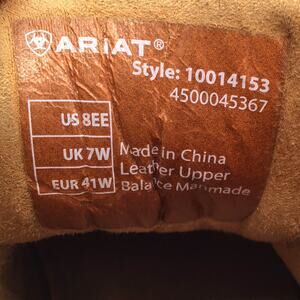 ARIAT®
Style: 10014153
4500045367
US 8EE
UK 7W
EUR 41W
Made in China
Leather Upper
Balance Manmade